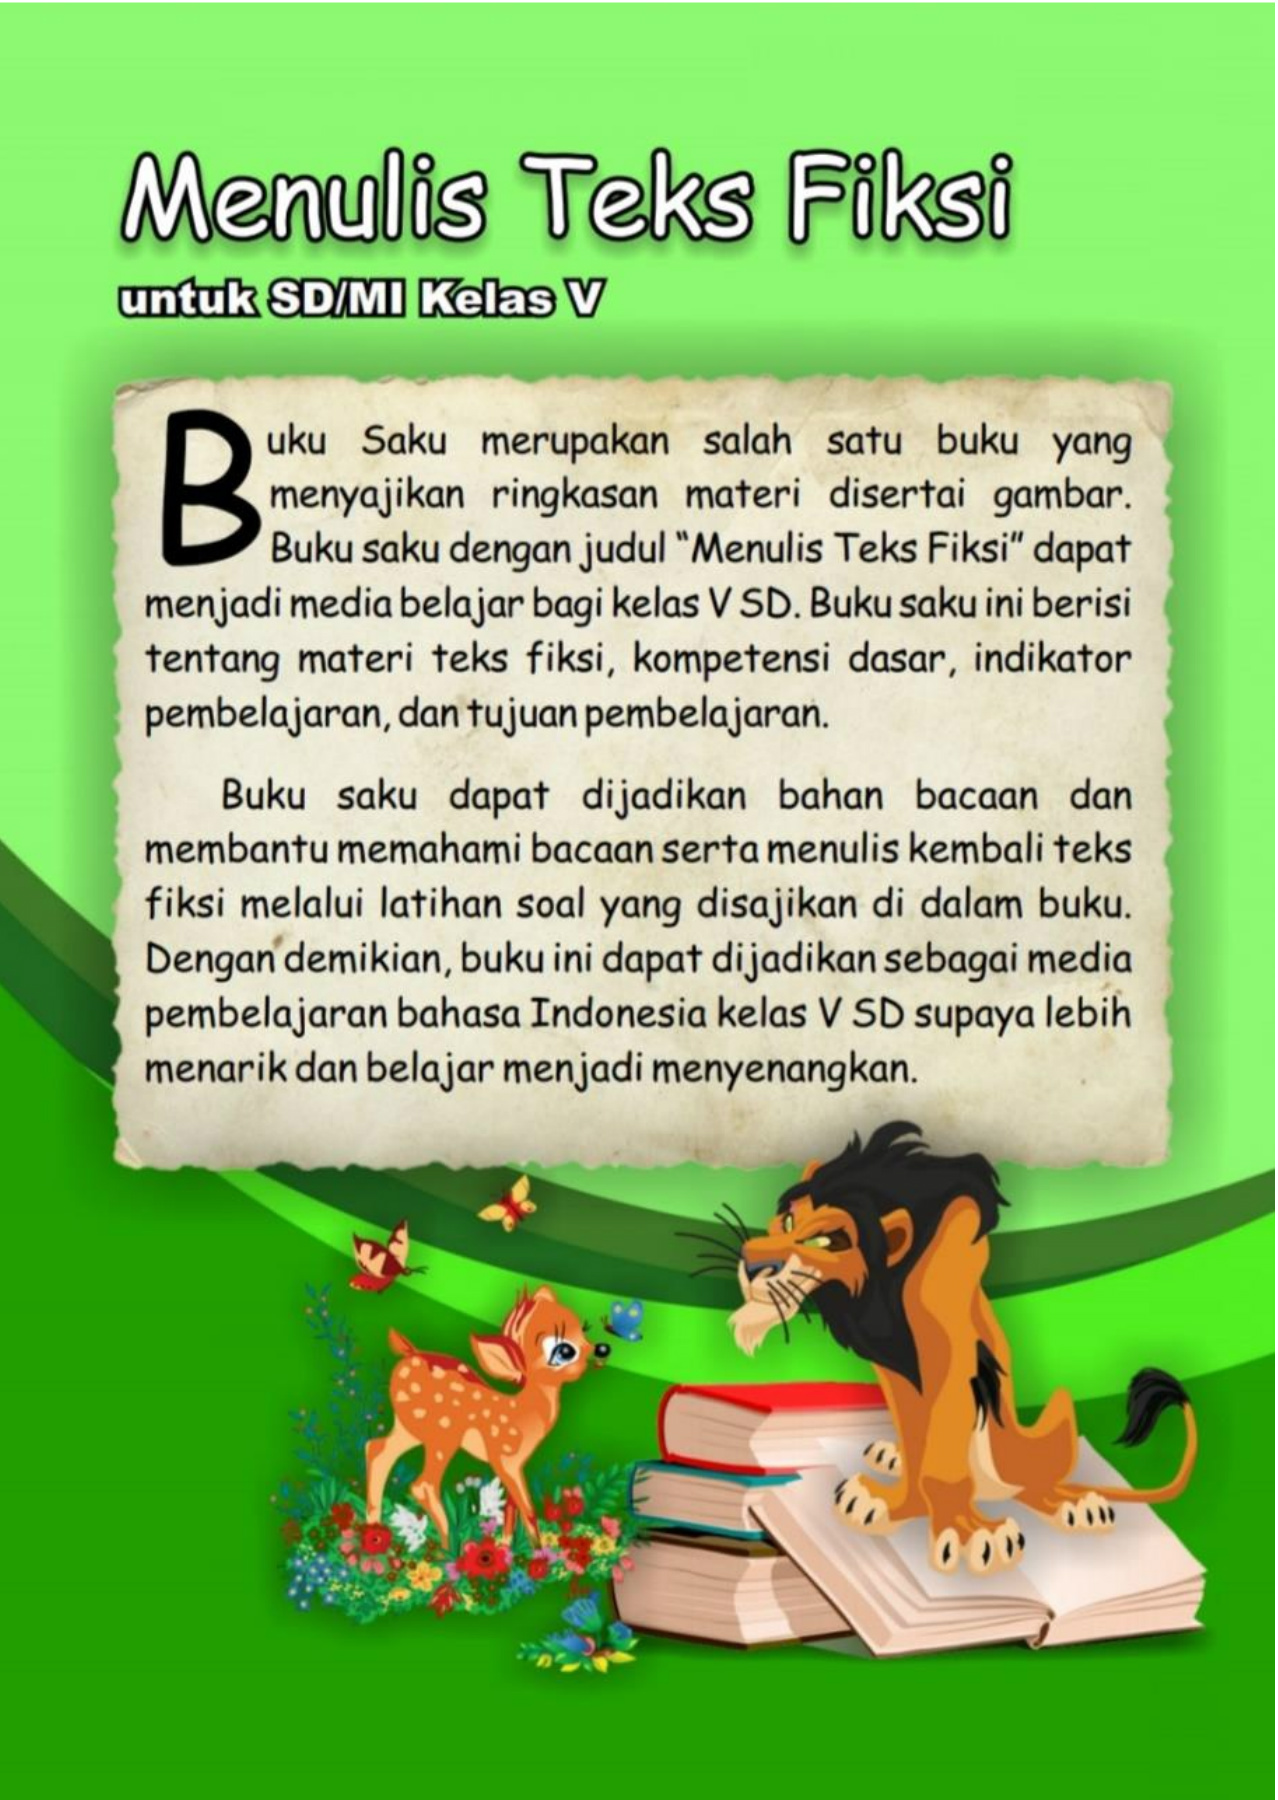 Menulis Teks Fiksi
untuk SD/MI Kelas V
Buku Saku merupakan salah satu buku yang
menyajikan ringkasan materi disertai gambar.
Buku saku dengan judul “Menulis Teks Fiksi” dapat
menjadi media belajar bagi kelas V SD. Buku saku ini berisi
tentang materi teks fiksi, kompetensi dasar, indikator
pembelajaran, dan tujuan pembelajaran.
Buku saku dapat dijadikan bahan bacaan dan
membantu memahami bacaan serta menulis kembali teks
fiksi melalui latihan soal yang disajikan di dalam buku.
Dengan demikian, buku ini dapat dijadikan sebagai media
pembelajaran bahasa Indonesia kelas V SD supaya lebih
menarik dan belajar menjadi menyenangkan.